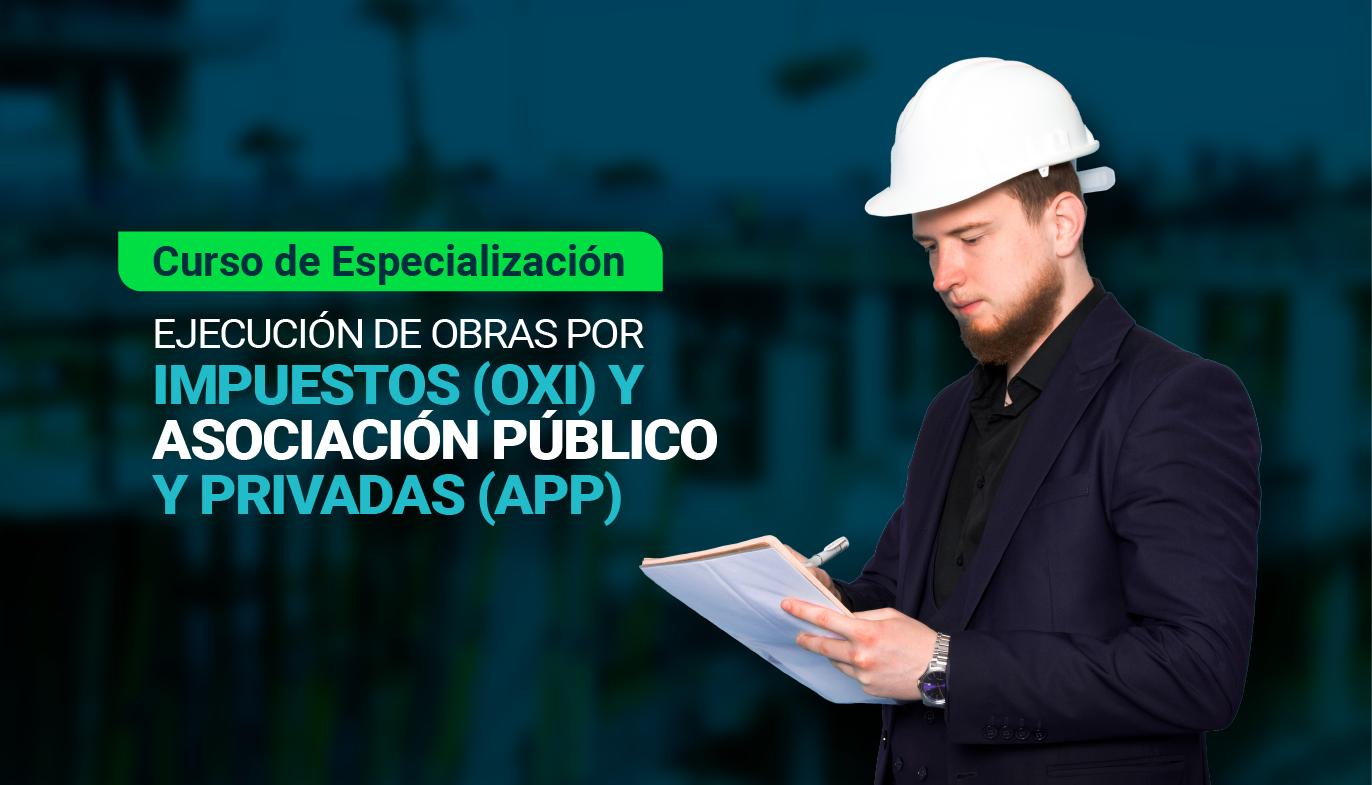 Curso de Especialización
EJECUCIÓN DE OBRAS POR
IMPUESTOS (OXI) Y
ASOCIACIÓN PÚBLICO
Y PRIVADAS (APP)